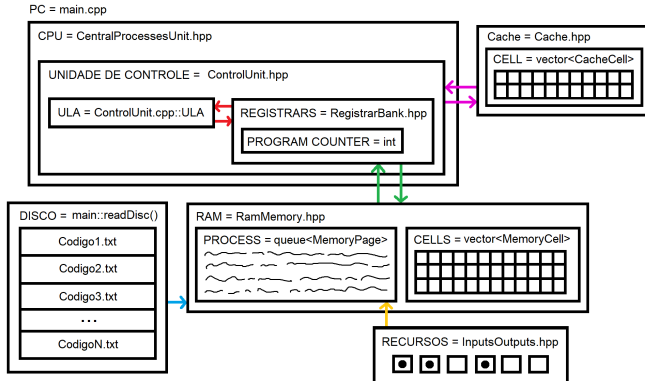 PC = main.cpp
CPU = CentralProcessesUnit.hpp
UNIDADE DE CONTROLE = ControlUnit.hpp
ULA = ControlUnit.cpp::ULA
REGISTRARS = RegistrarBank.hpp
PROGRAM COUNTER = int
Cache = Cache.hpp
CELL = vector<CacheCell>
DISCO = main::readDisc()
Codigo1.txt
Codigo2.txt
Codigo3.txt
...
CodigoN.txt
RAM = RamMemory.hpp
PROCESS = queue<MemoryPage>
CELLS = vector<MemoryCell>
RECURSOS = InputsOutputs.hpp